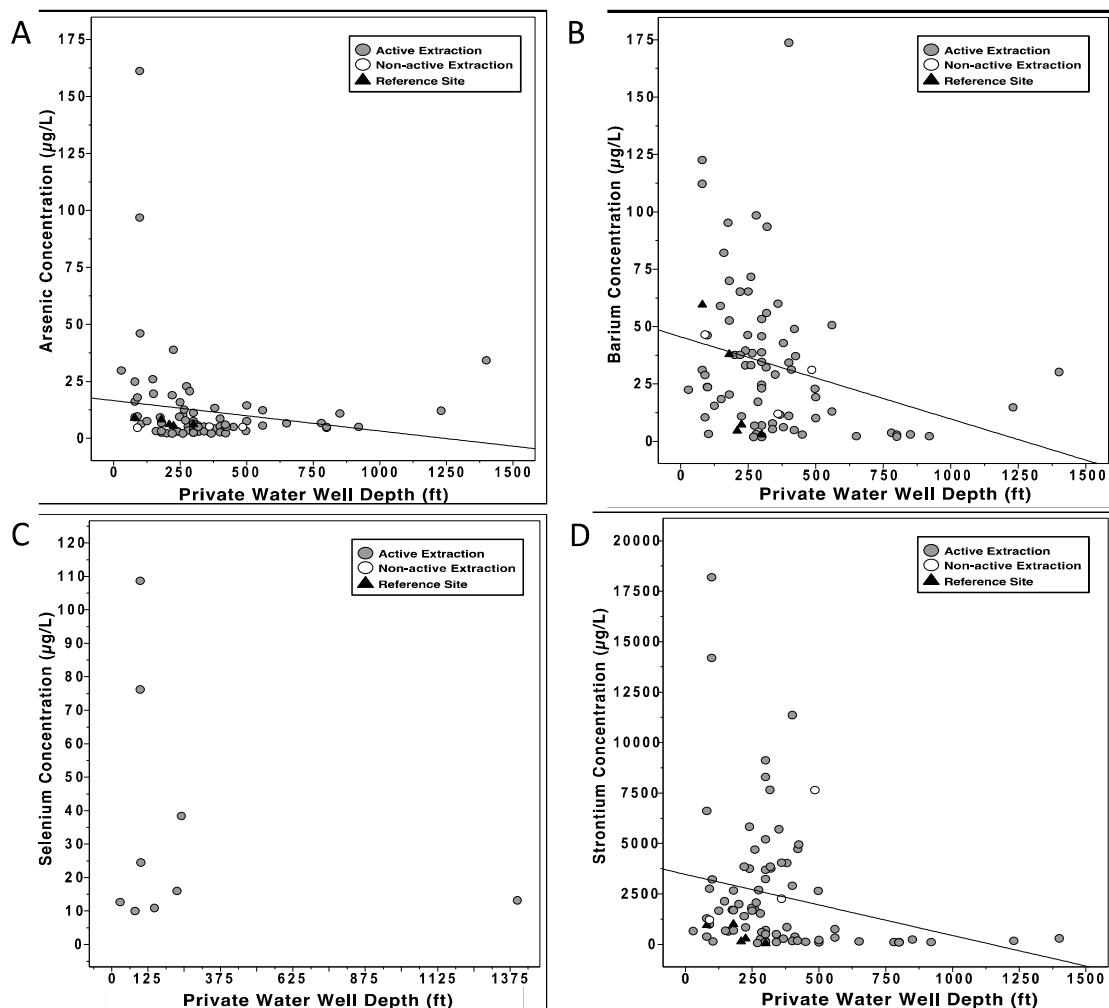 A
175
150
125
100
75
50
25
0
Arsenic Concentration (µg/L)
Active Extraction
Non-active Extraction
Reference Site
0 250 500 750 1000 1250 1500
Private Water Well Depth (ft)
B
175
150
125
100
75
50
25
0
Barium Concentration (µg/L)
Active Extraction
Non-active Extraction
Reference Site
0 250 500 750 1000 1250 1500
Private Water Well Depth (ft)
C
120
110
100
90
80
70
60
50
40
30
20
10
0
Selenium Concentration (µg/L)
Active Extraction
Non-active Extraction
Reference Site
0 125 375 625 875 1125 1375
Private Water Well Depth (ft)
D
20000
17500
15000
12500
10000
7500
5000
2500
0
Strontium Concentration (µg/L)
Active Extraction
Non-active Extraction
Reference Site
0 250 500 750 1000 1250 1500
Private Water Well Depth (ft)